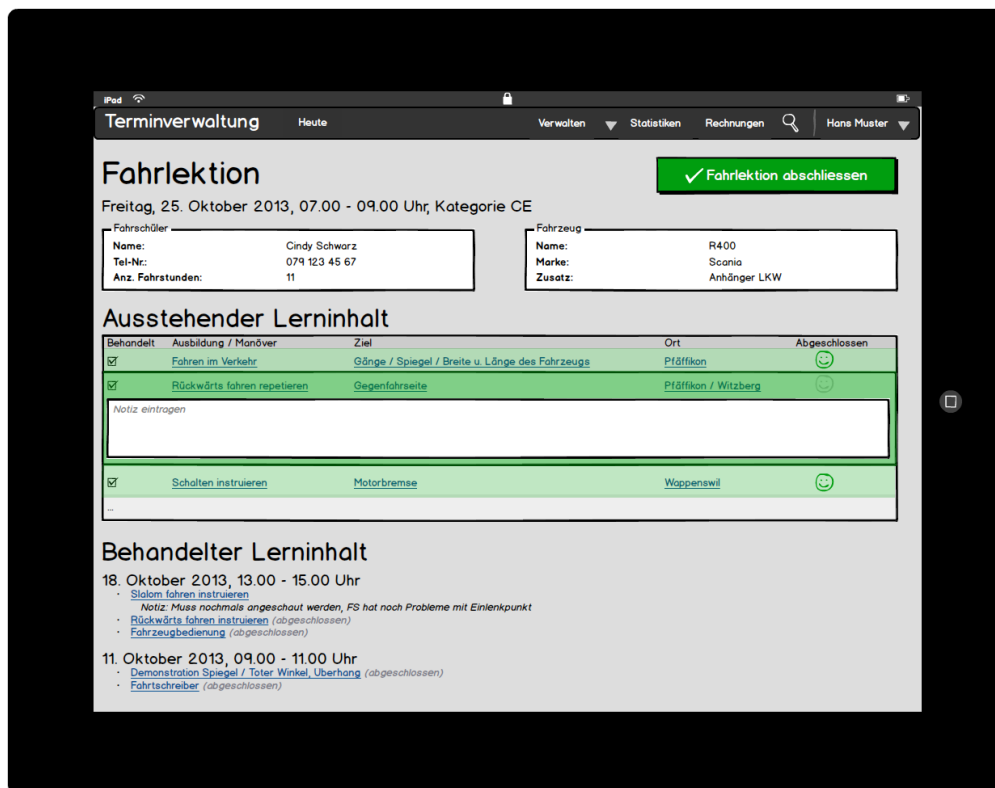 iPad
Terminverwaltung Heute Verwalten Statistiken Rechnungen Hans Muster
Fahrlektion
Fahrlektion abschliessen
Freitag, 25. Oktober 2013, 07.00 - 09.00 Uhr, Kategorie CE
Fahrschüler
Name: Cindy Schwarz
Tel-Nr.: 079 123 45 67
Anz. Fahrstunden: 11
Fahrzeug
Name: R400
Marke: Scania
Zusatz: Anhänger LKW
Ausstehender Lerninhalt
Behandelt Ausbildung / Manöver Ziel Ort Abgeschlossen
Fahren im Verkehr Gänge / Spiegel / Breite u. Länge des Fahrzeugs Pfäffikon
Rückwärts fahren repetieren Gegenfahrseite Pfäffikon / Witzberg
Notiz eintragen
Schalten instruieren Motorbremse Wappenswil
...
Behandelter Lerninhalt
18. Oktober 2013, 13.00 - 15.00 Uhr
· Slalom fahren instruieren
Notiz: Muss nochmals angeschaut werden, FS hat noch Probleme mit Einlenkpunkt
· Rückwärts fahren instruieren (abgeschlossen)
· Fahrzeugbedienung (abgeschlossen)
11. Oktober 2013, 09.00 - 11.00 Uhr
· Demonstration Spiegel / Toter Winkel, Überhang (abgeschlossen)
· Fahrtschreiber (abgeschlossen)